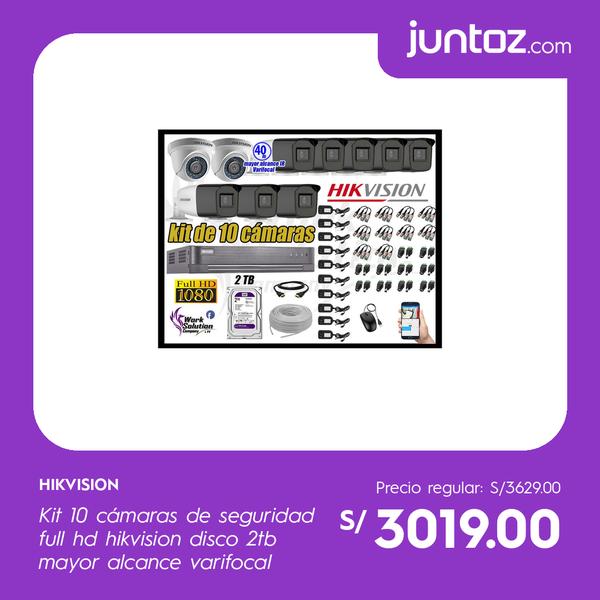 juntoz.com
40
mayor alcance IR
Varifocal
HIKVISION
kit de 10 cámaras
Full HD
1080
2 TB
Work
Solution
Company
HIKVISION
Kit 10 cámaras de seguridad
full hd hikvision disco 2tb
mayor alcance varifocal
Precio regular: S/3629.00
S/ 3019.00